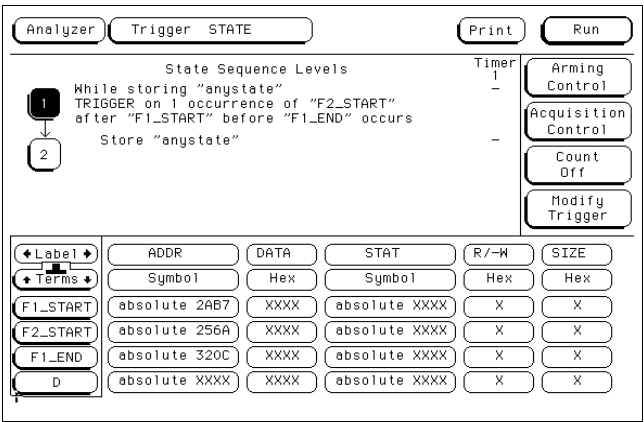 Analyzer Trigger STATE Print Run
State Sequence Levels Timer 1
While storing "anystate" –
TRIGGER on 1 occurrence of "F2_START"
after "F1_START" before "F1_END" occurs
1
Store "anystate" –
2
Arming Control
Acquisition Control
Count Off
Modify Trigger
Label ADDR DATA STAT R/-W SIZE
Terms Symbol Hex Symbol Hex Hex
F1_START absolute 2AB7 XXXX absolute XXXX X X
F2_START absolute 256A XXXX absolute XXXX X X
F1_END absolute 320C XXXX absolute XXXX X X
D absolute XXXX XXXX absolute XXXX X X